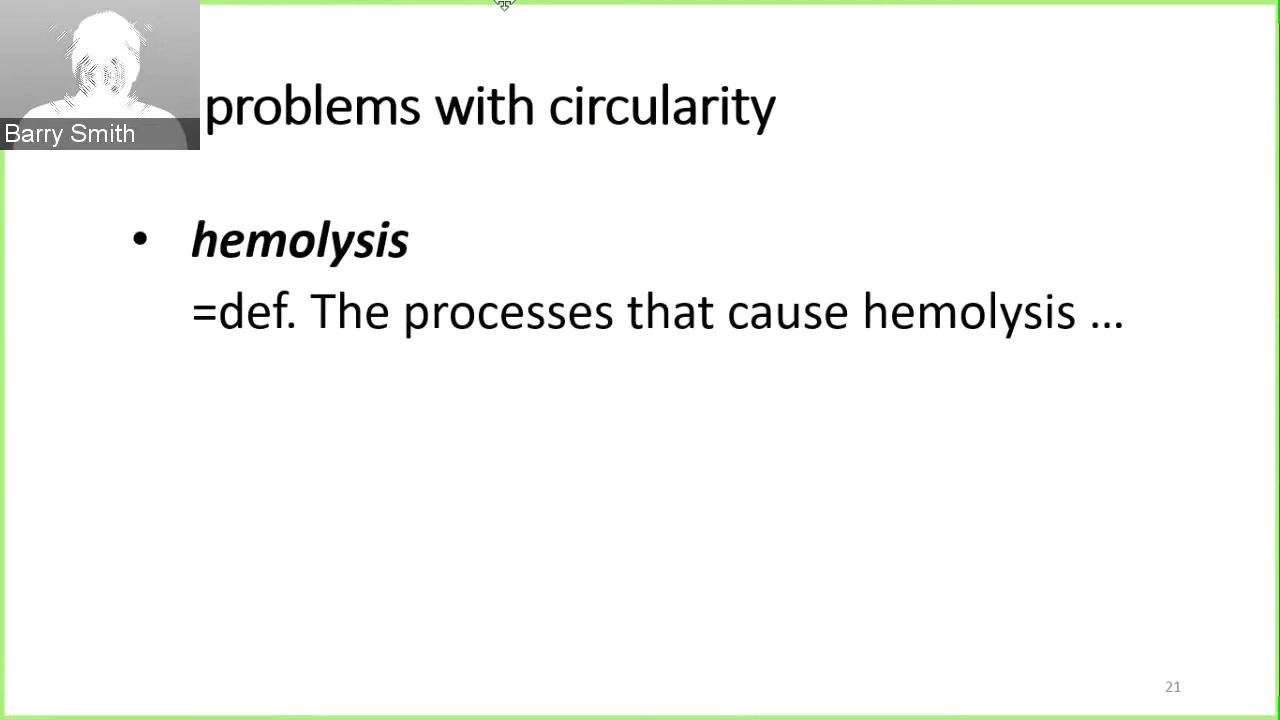 problems with circularity
Barry Smith
• hemolysis
=def. The processes that cause hemolysis ...
21